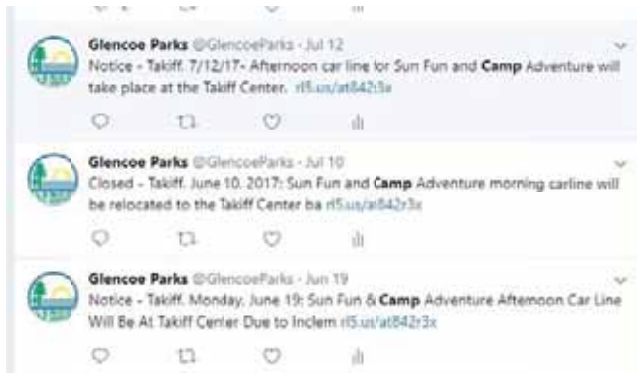 Glencoe Parks @GlencoeParks · Jul 12
Notice - Takiff. 7/12/17- Afternoon car line for Sun Fun and Camp Adventure will
take place at the Takiff Center. rl5.us/at842r3x
Glencoe Parks @GlencoeParks · Jul 10
Closed - Takiff. June 10, 2017: Sun Fun and Camp Adventure morning carline will
be relocated to the Takiff Center ba rl5.us/at842r3x
Glencoe Parks @GlencoeParks · Jun 19
Notice - Takiff. Monday, June 19: Sun Fun & Camp Adventure Afternoon Car Line
Will Be At Takiff Center Due to Inclem rl5.us/at842r3x